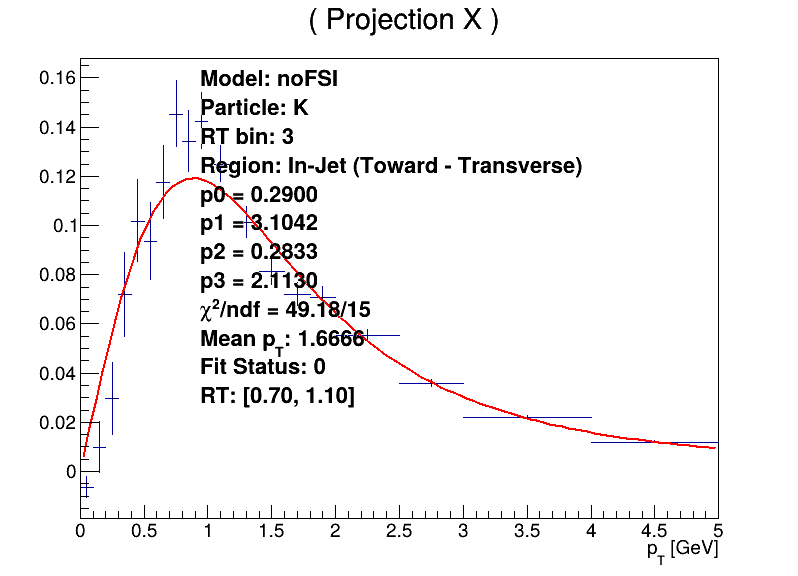 ( Projection X )
0.16
0.14
0.12
0.1
0.08
0.06
0.04
0.02
0
Model: noFSI
Particle: K
RT bin: 3
Region: In-Jet (Toward - Transverse)
p0 = 0.2900
p1 = 3.1042
p2 = 0.2833
p3 = 2.1130
χ²/ndf = 49.18/15
Mean p_T: 1.6666
Fit Status: 0
RT: [0.70, 1.10]
0 0.5 1 1.5 2 2.5 3 3.5 4 4.5 5
p_T [GeV]